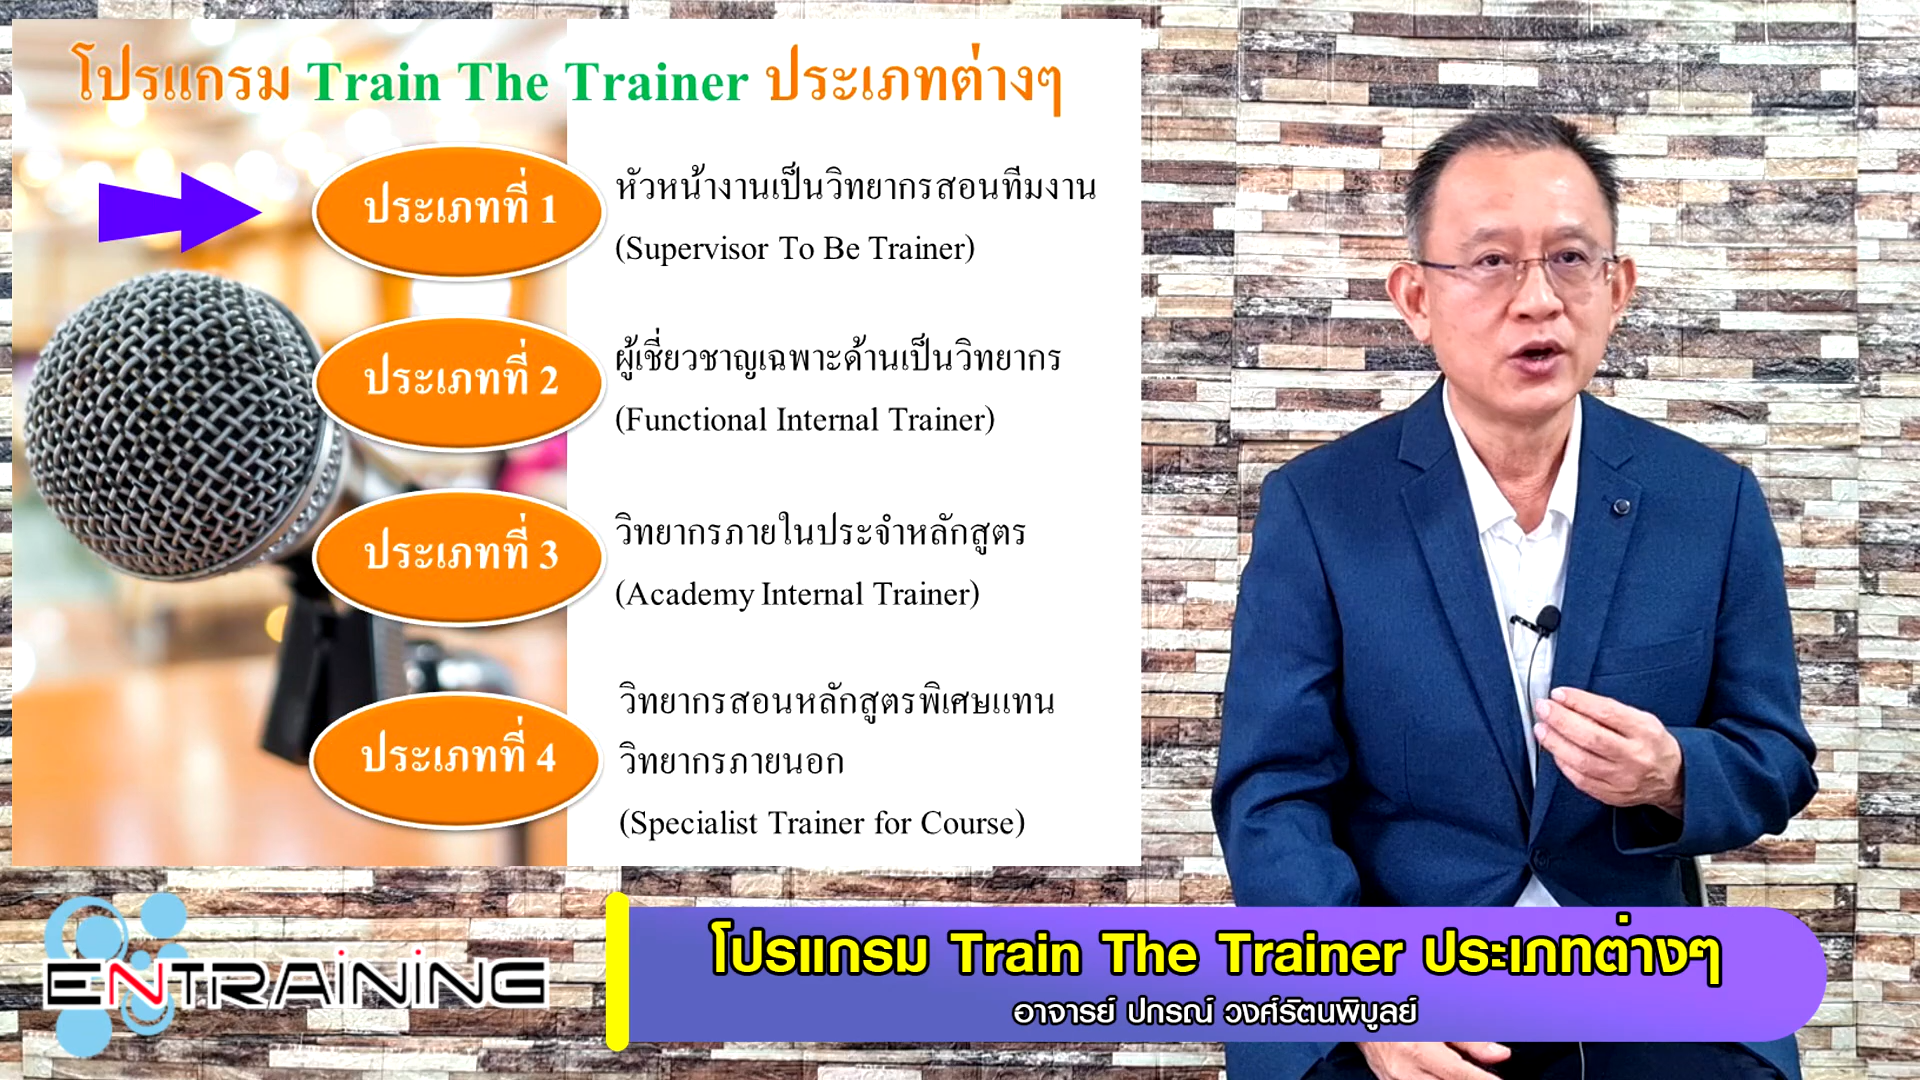 โปรแกรม Train The Trainer ประเภทต่างๆ
ประเภทที่ 1
หัวหน้างานเป็นวิทยากรสอนทีมงาน
(Supervisor To Be Trainer)
ประเภทที่ 2
ผู้เชี่ยวชาญเฉพาะด้านเป็นวิทยากร
(Functional Internal Trainer)
ประเภทที่ 3
วิทยากรภายในประจำหลักสูตร
(Academy Internal Trainer)
ประเภทที่ 4
วิทยากรสอนหลักสูตรพิเศษแทน
วิทยากรภายนอก
(Specialist Trainer for Course)
ENTRAiNiNG
โปรแกรม Train The Trainer ประเภทต่างๆ
อาจารย์ ปกรณ์ วงศ์รัตนพิบูลย์